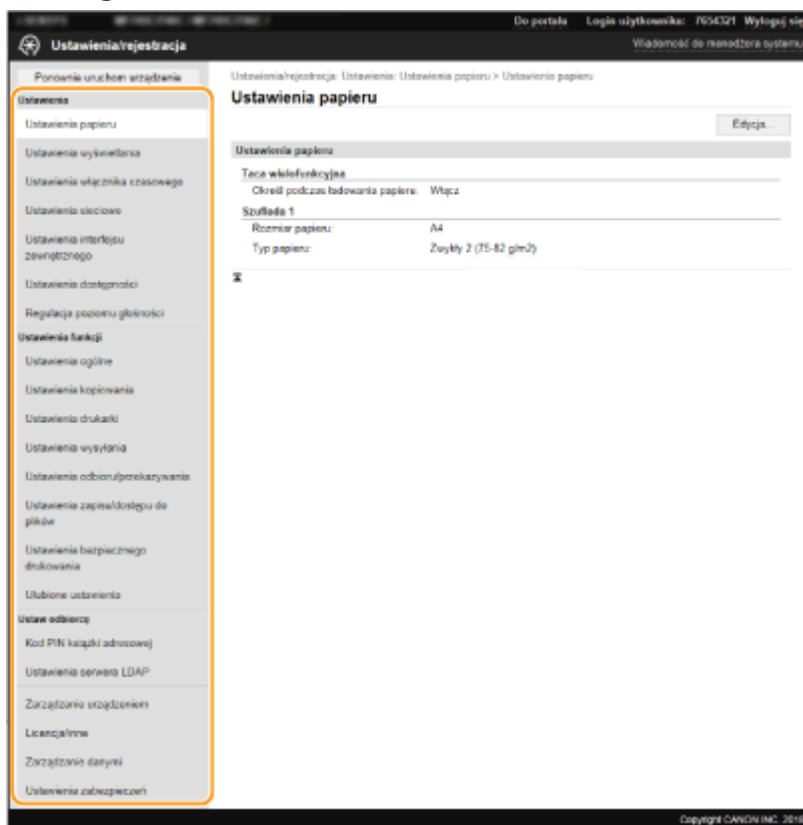 Do portalu Login użytkownika: 7654321 Wyloguj się
Ustawienia/rejestracja
Wiadomość do menedżera systemu
Ponownie uruchom urządzenie
Ustawienia/rejestracja: Ustawienia: Ustawienia papieru > Ustawienia papieru
Ustawienia papieru
Edycja...
Ustawienia
Ustawienia papieru
Ustawienia wyświetlania
Ustawienia włącznika czasowego
Ustawienia sieciowe
Ustawienia interfejsu
zewnętrznego
Ustawienia dostępności
Regulacja poziomu głośności
Ustawienia funkcji
Ustawienia ogólne
Ustawienia kopiowania
Ustawienia drukarki
Ustawienia wysyłania
Ustawienia odbioru/przekazywania
Ustawienia zapisu/dostępu do
plików
Ustawienia bezpiecznego
drukowania
Ulubione ustawienia
Ustaw odbiorcę
Kod PIN książki adresowej
Ustawienia serwera LDAP
Zarządzanie urządzeniem
Licencja/Inne
Zarządzanie danymi
Ustawienia zabezpieczeń
Ustawienia papieru
Taca wielofunkcyjna
Określ podczas ładowania papieru: Włącz
Szuflada 1
Rozmiar papieru: A4
Typ papieru: Zwykły 2 (75-82 g/m2)
Copyright CANON INC. 2018